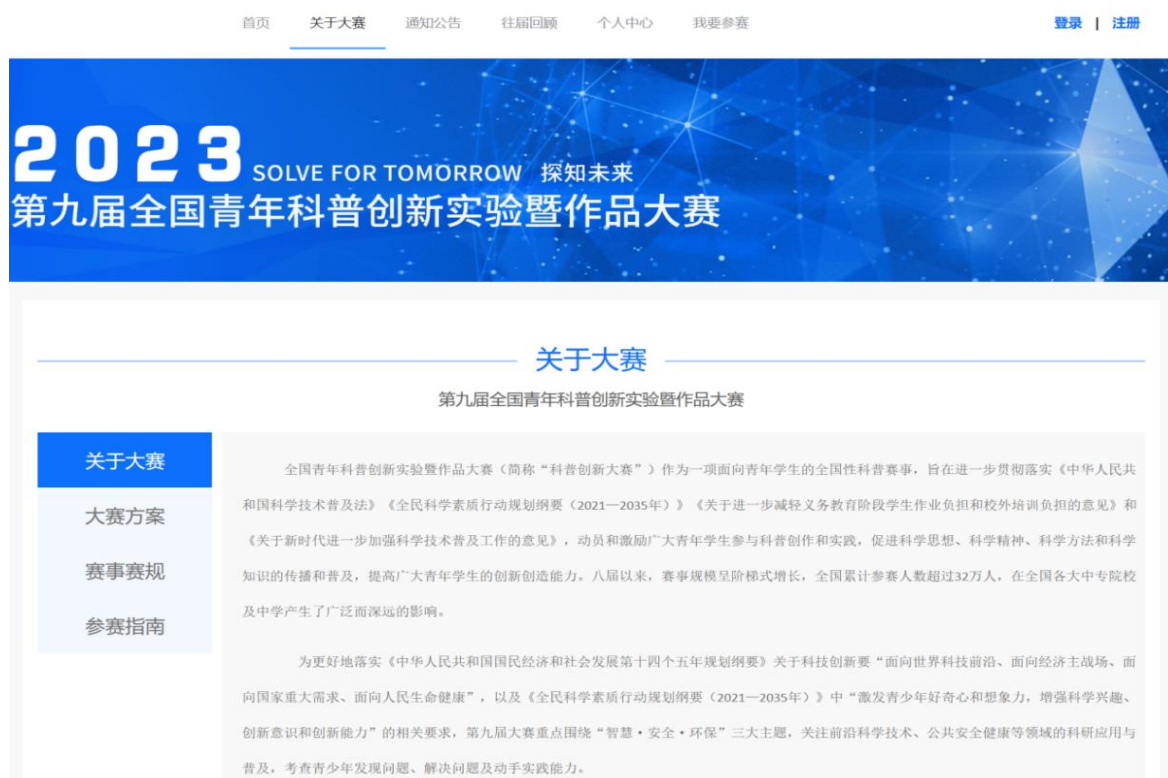 首页 关于大赛 通知公告 往届回顾 个人中心 我要参赛 登录 | 注册
2023 SOLVE FOR TOMORROW 探知未来
第九届全国青年科普创新实验暨作品大赛
关于大赛
第九届全国青年科普创新实验暨作品大赛
关于大赛
大赛方案
赛事赛规
参赛指南
全国青年科普创新实验暨作品大赛（简称“科普创新大赛”）作为一项面向青年学生的全国性科普赛事，旨在进一步贯彻落实《中华人民共
和国科学技术普及法》《全民科学素质行动规划纲要（2021—2035年）》《关于进一步减轻义务教育阶段学生作业负担和校外培训负担的意见》和
《关于新时代进一步加强科学技术普及工作的意见》，动员和激励广大青年学生参与科普创作和实践，促进科学思想、科学精神、科学方法和科学
知识的传播和普及，提高广大青年学生的创新创造能力。八届以来，赛事规模呈阶梯式增长，全国累计参赛人数超过32万人，在全国各大中专院校
及中学产生了广泛而深远的影响。
为更好地落实《中华人民共和国国民经济和社会发展第十四个五年规划纲要》关于科技创新要“面向世界科技前沿、面向经济主战场、面
向国家重大需求、面向人民生命健康”，以及《全民科学素质行动规划纲要（2021—2035年）》中“激发青少年好奇心和想象力，增强科学兴趣、
创新意识和创新能力”的相关要求，第九届大赛重点围绕“智慧·安全·环保”三大主题，关注前沿科学技术、公共安全健康等领域的科研应用与
普及，考查青少年发现问题、解决问题及动手实践能力。